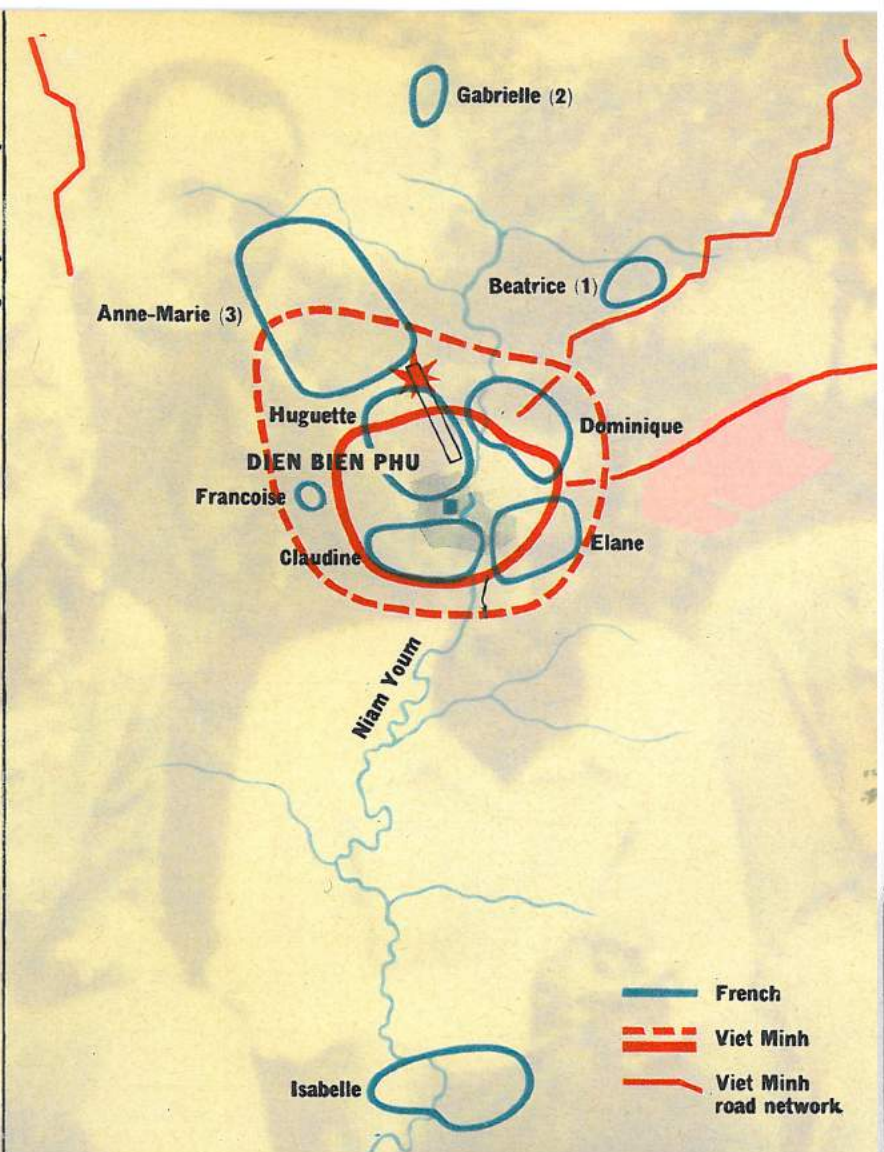 Gabrielle (2)
Beatrice (1)
Anne-Marie (3)
Huguette
Dominique
DIEN BIEN PHU
Francoise
Elane
Claudine
Niam Youm
French
Viet Minh
Isabelle
Viet Minh
road network